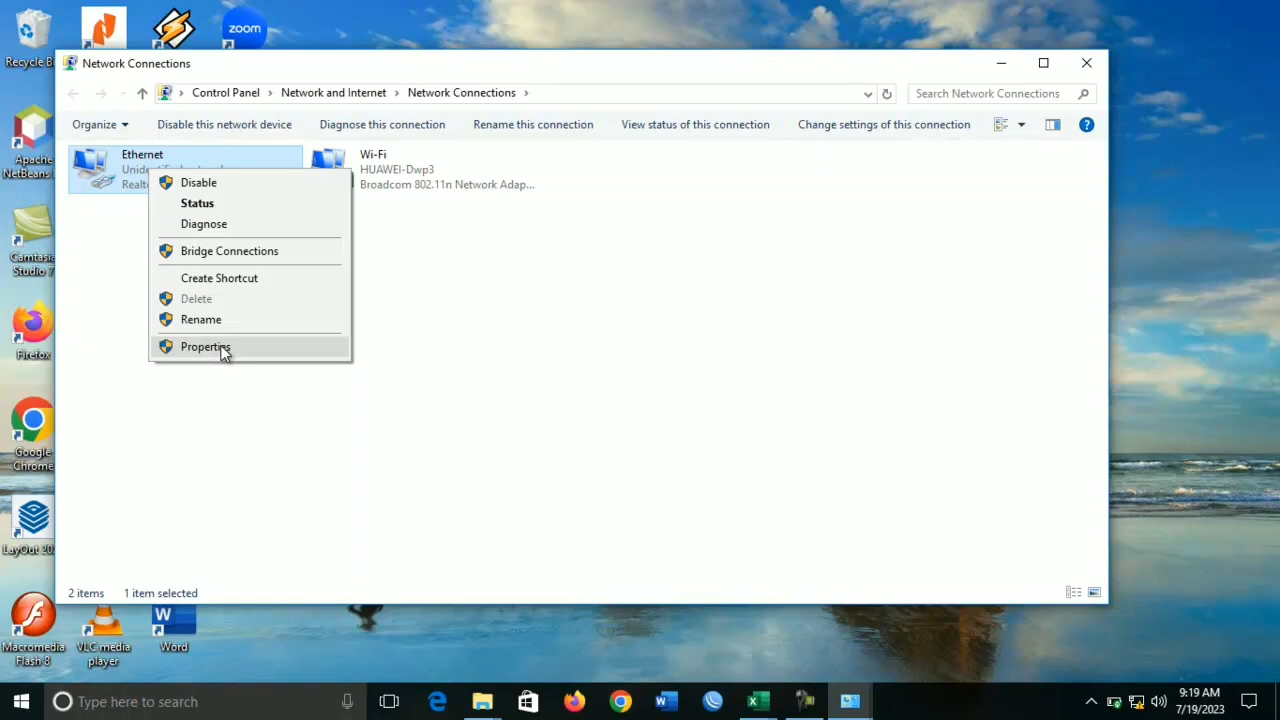 Recycle Bi
zoom
Network Connections
Control Panel
Network and Internet
Network Connections
Search Network Connections
Organize
Disable this network device
Diagnose this connection
Rename this connection
View status of this connection
Change settings of this connection
Ethernet
Realte
Wi-Fi
HUAWEI-Dwp3
Broadcom 802.11n Network Adap...
Disable
Status
Diagnose
Bridge Connections
Create Shortcut
Delete
Rename
Properties
Apache
NetBeans
Camtasia
Studio 7
Firefox
Google
Chrome
LayOut 20
2 items
1 item selected
Macromedia
Flash 8
VLC media
player
Word
Type here to search
9:19 AM
7/19/2023